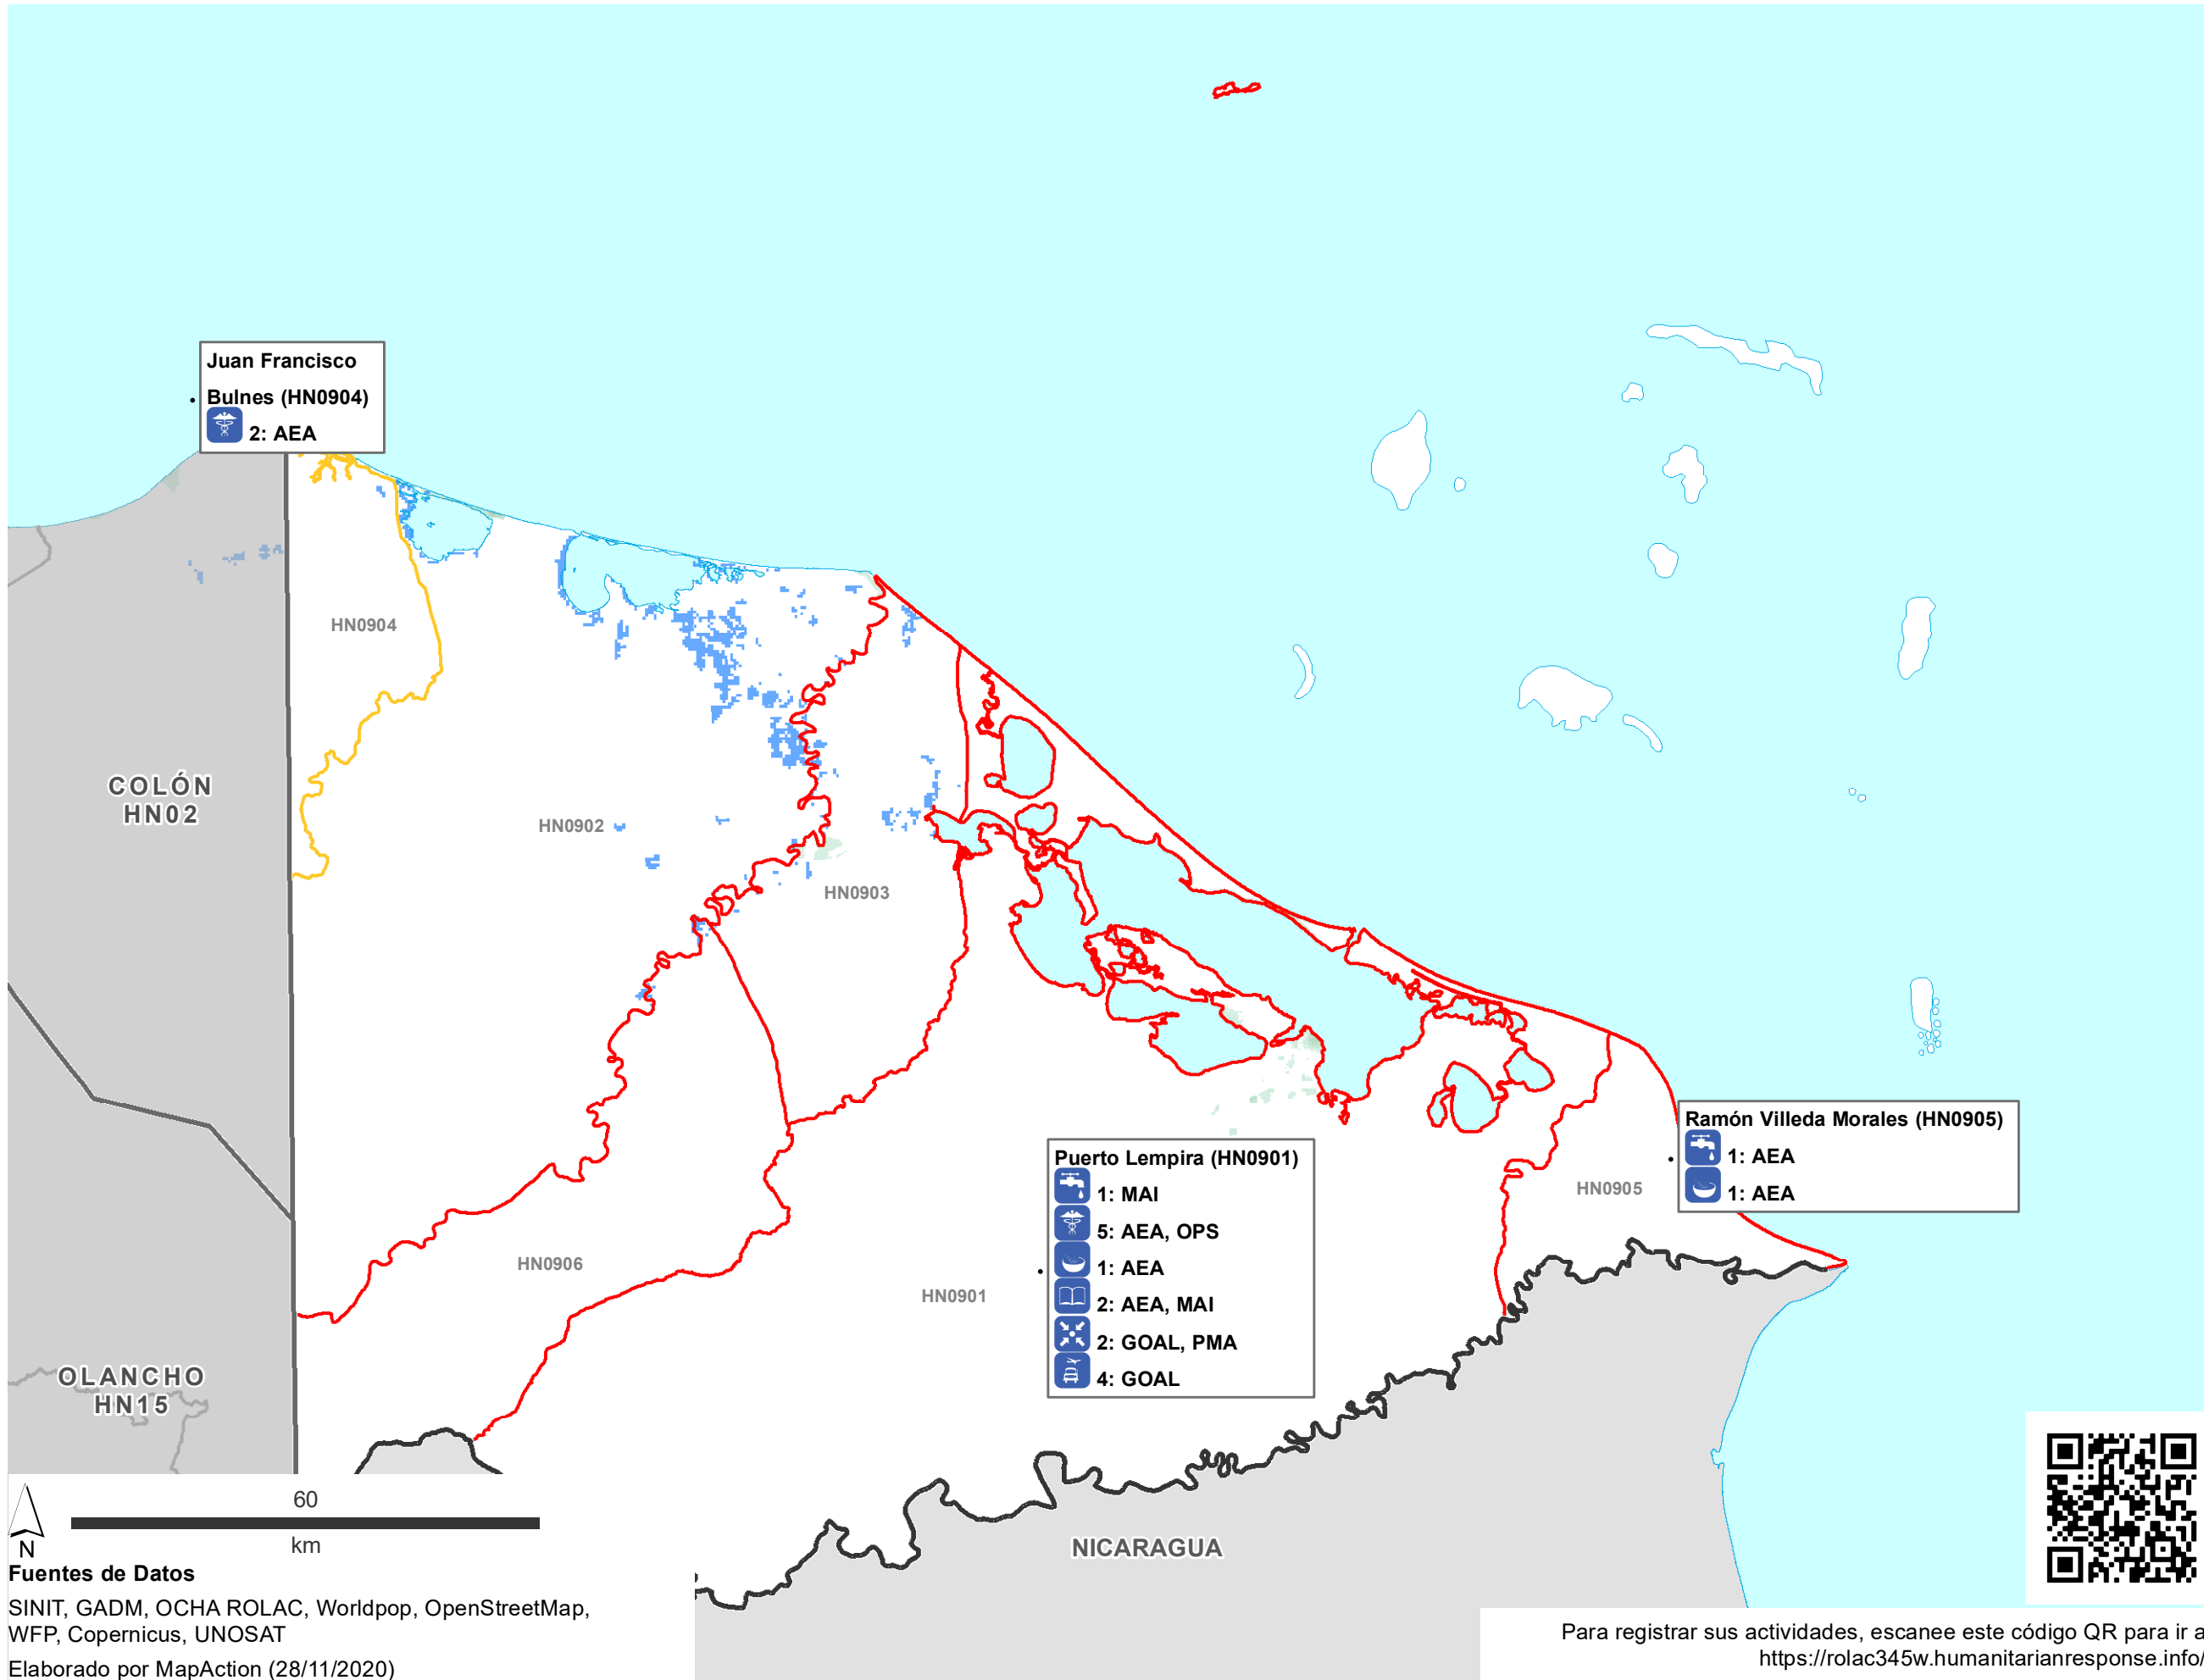 Juan Francisco
Bulnes (HN0904)
2: AEA
HN0904
COLÓN
HN02
HN0902
HN0903
Ramón Villeda Morales (HN0905)
1: AEA
1: AEA
HN0905
Puerto Lempira (HN0901)
1: MAI
5: AEA, OPS
1: AEA
2: AEA, MAI
2: GOAL, PMA
4: GOAL
HN0906
HN0901
OLANCHO
HN15
NICARAGUA
60
km
N
Fuentes de Datos
SINIT, GADM, OCHA ROLAC, Worldpop, OpenStreetMap,
WFP, Copernicus, UNOSAT
Elaborado por MapAction (28/11/2020)
Para registrar sus actividades, escanee este código QR para ir a
https://rolac345w.humanitarianresponse.info/